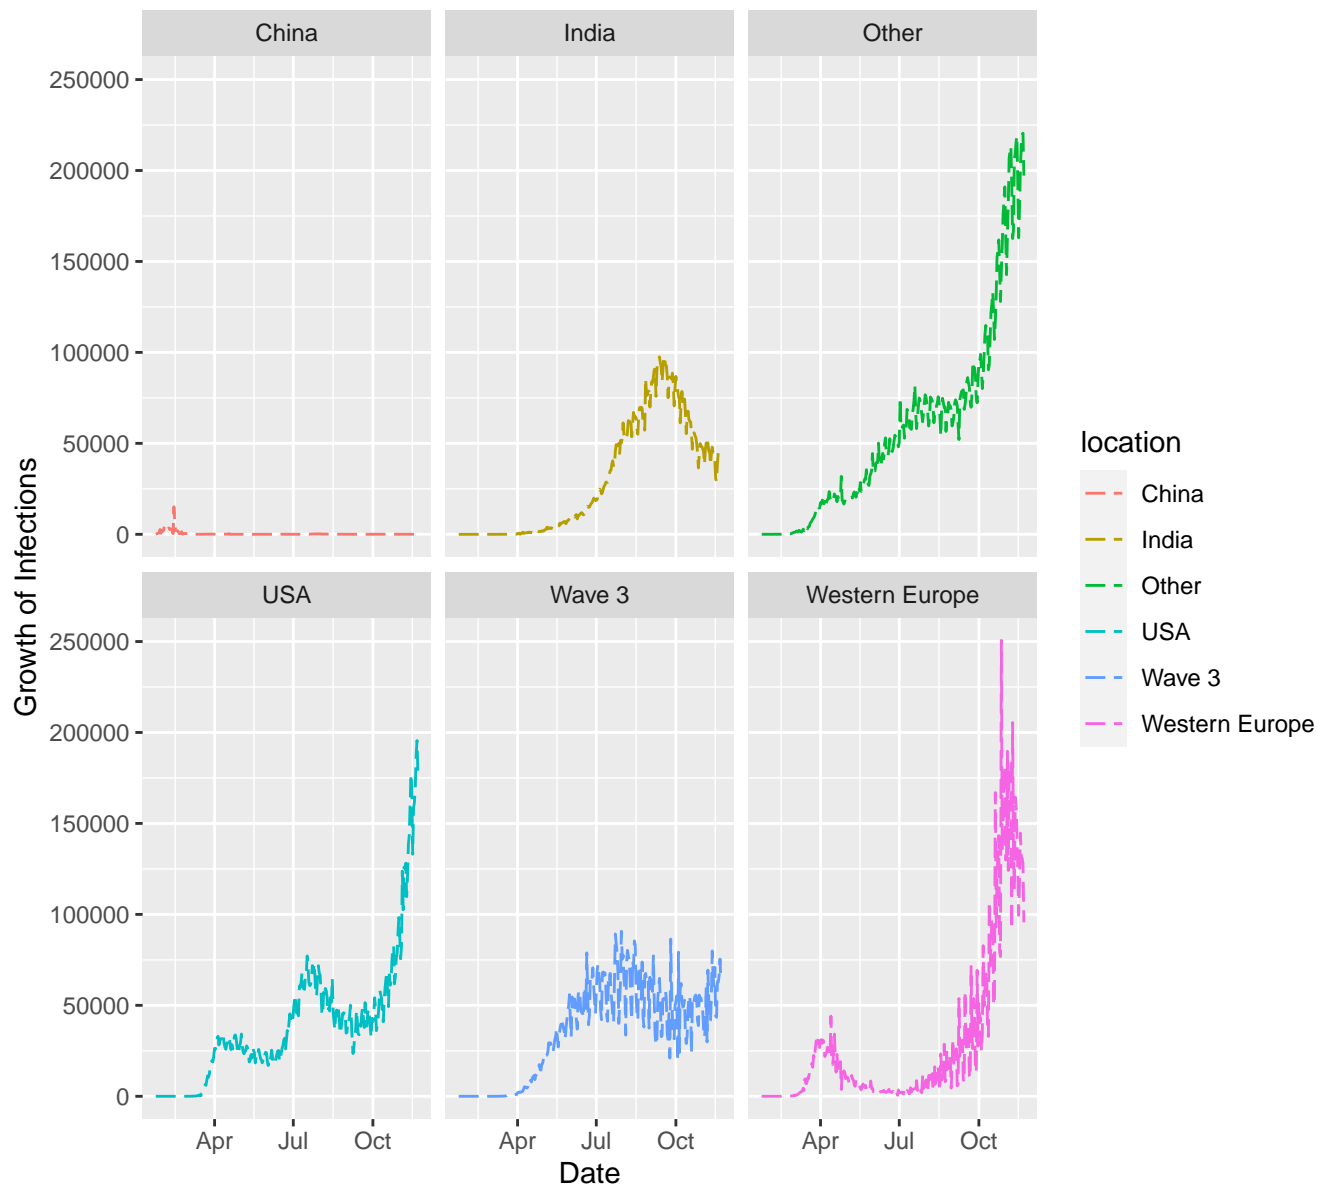 China
India
Other
250000
200000
150000
100000
50000
0
USA
Wave 3
Western Europe
250000
200000
150000
100000
50000
0
Apr
Jul
Oct
Apr
Jul
Oct
Apr
Jul
Oct
Date
Growth of Infections
location
China
India
Other
USA
Wave 3
Western Europe